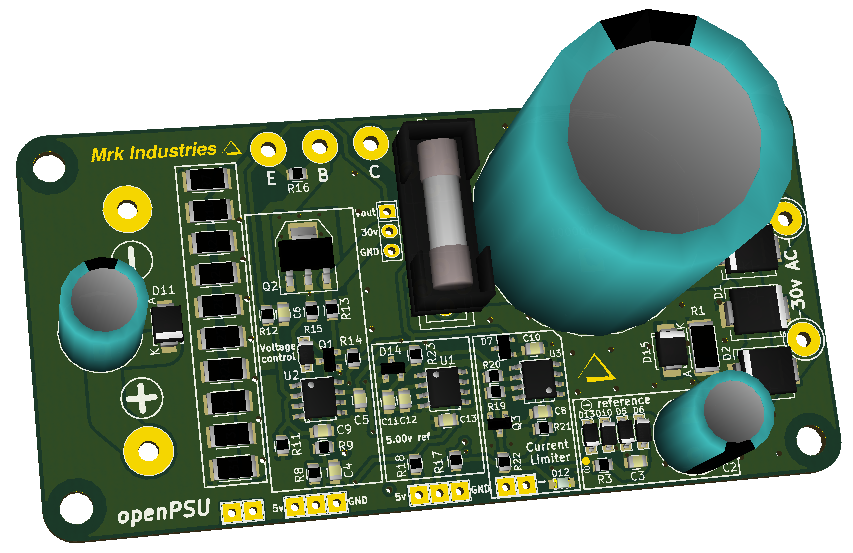 Mrk Industries
E
B
C
R16
+out
30v
GND
Q2
D11
A
K
R12
C6
R15
R13
Voltage
control
Q1
R14
U2
C5
C9
R11
R9
R8
C4
D14
R23
U1
C11
C12
C13
5.00v ref
R18
R17
D7
C10
R20
U3
R19
Q3
C8
R21
Current
Limiter
R22
D12
reference
D13
D10
D5
D6
R3
C3
C2
30v AC
D1
R1
D15
K
A
D2
openPSU
5v
GND
5v
GND